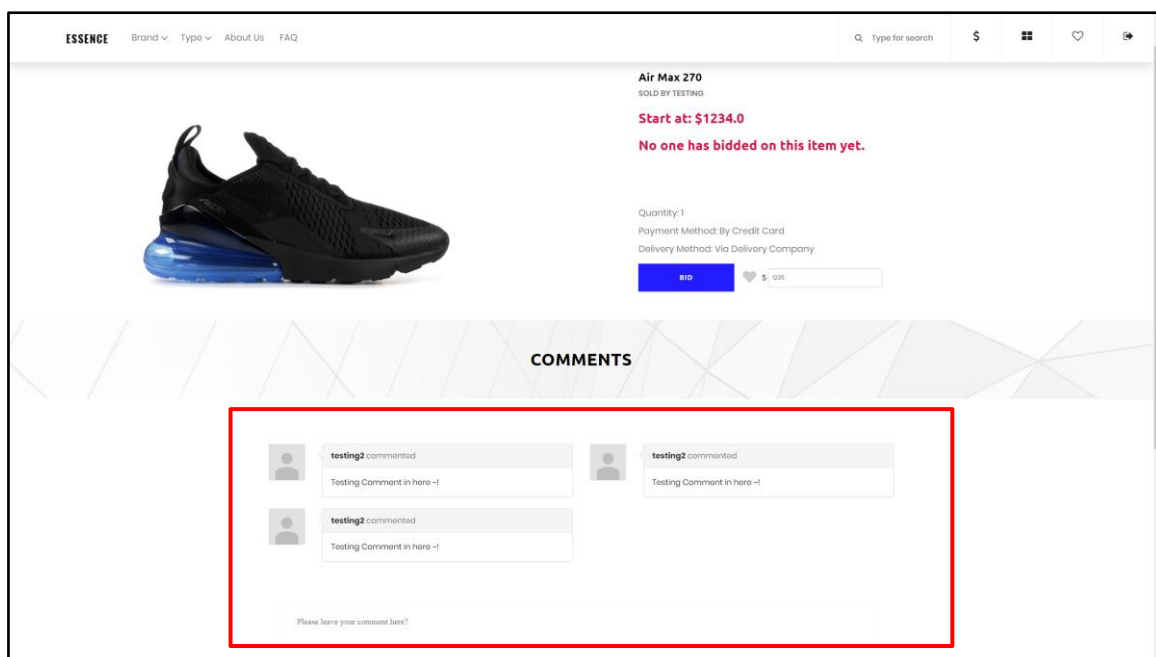 ESSENCE Brand Type About Us FAQ Type for search $
Air Max 270
SOLD BY TESTING
Start at: $1234.0
No one has bidded on this item yet.
Quantity: 1
Payment Method: By Credit Card
Delivery Method: Via Delivery Company
BID $ 1235
COMMENTS
testing2 commented
Testing Comment in here ~!
testing2 commented
Testing Comment in here ~!
testing2 commented
Testing Comment in here ~!
Please leave your comment here?